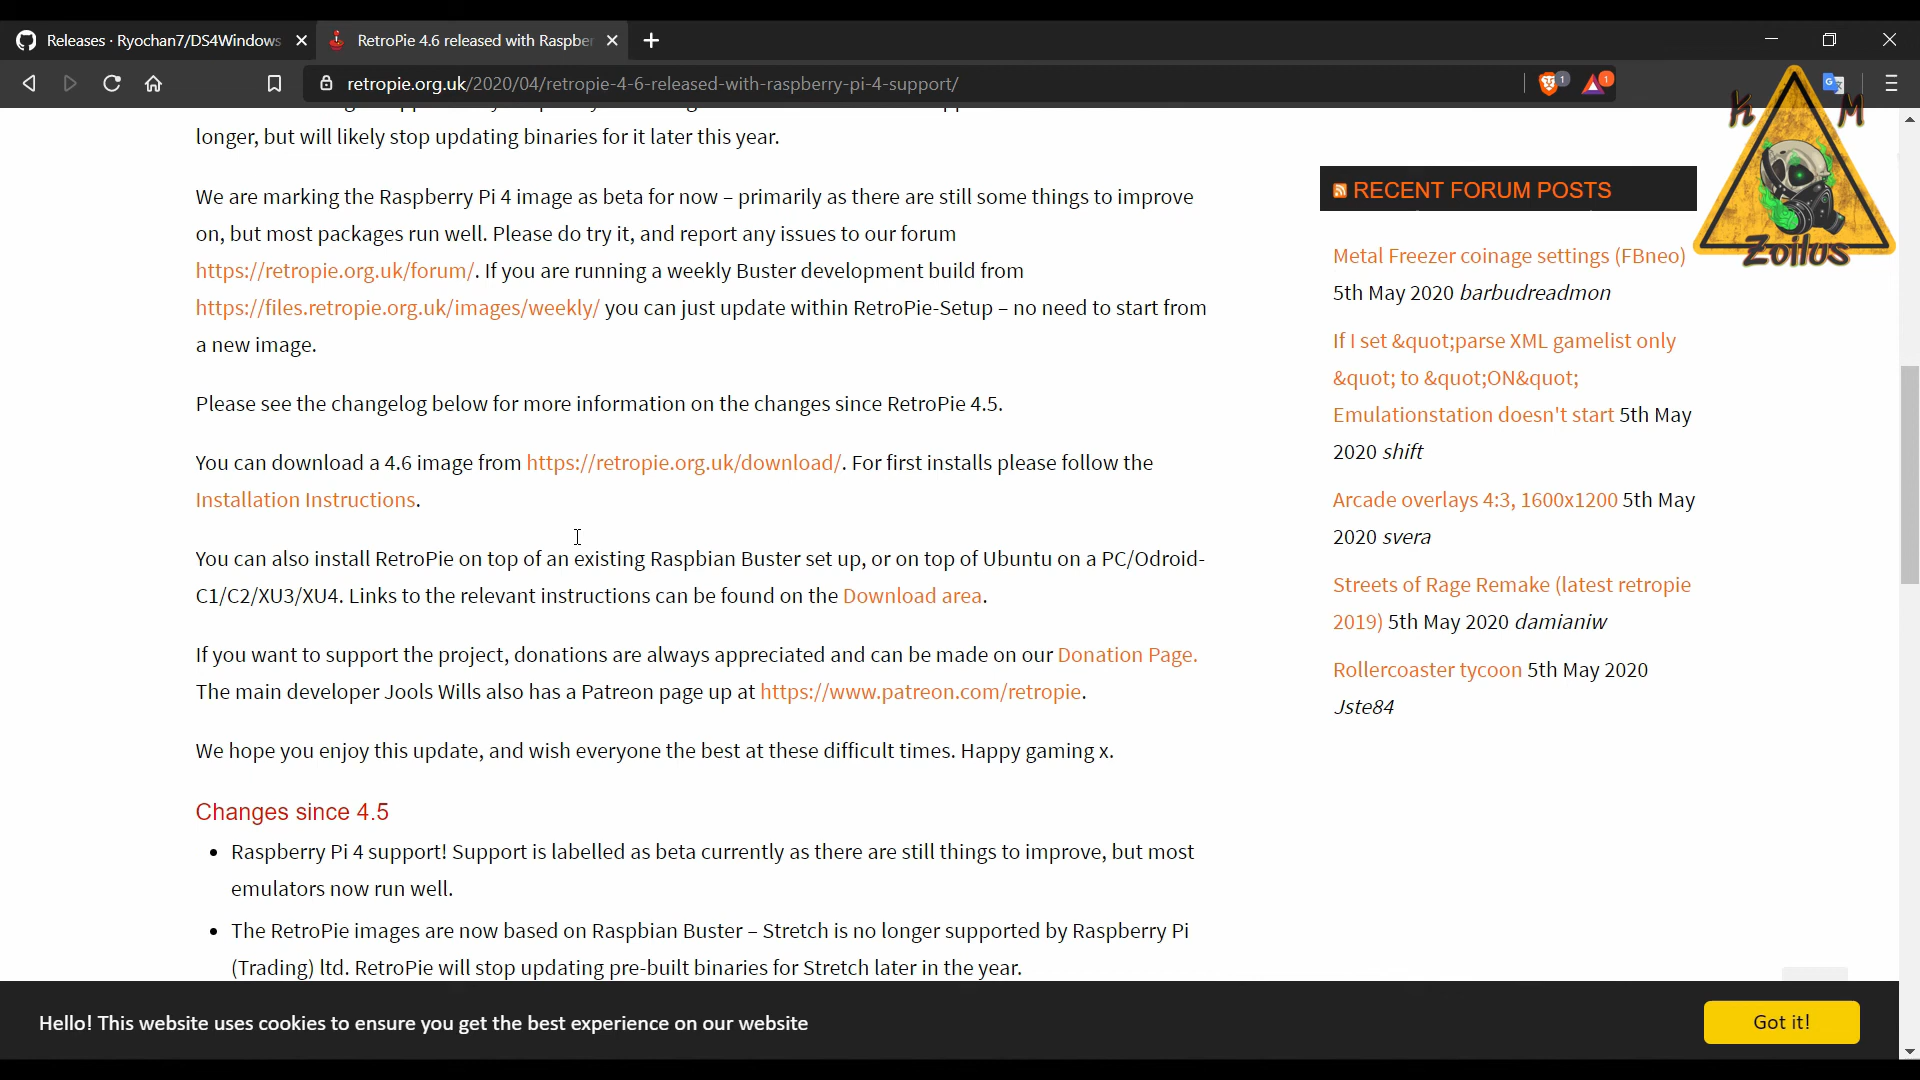 Releases · Ryochan7/DS4Windows
RetroPie 4.6 released with Raspber
retropie.org.uk/2020/04/retropie-4-6-released-with-raspberry-pi-4-support/
1
1
K M
Zoilus
longer, but will likely stop updating binaries for it later this year.
We are marking the Raspberry Pi 4 image as beta for now – primarily as there are still some things to improve
on, but most packages run well. Please do try it, and report any issues to our forum
https://retropie.org.uk/forum/. If you are running a weekly Buster development build from
https://files.retropie.org.uk/images/weekly/ you can just update within RetroPie-Setup – no need to start from
a new image.
Please see the changelog below for more information on the changes since RetroPie 4.5.
You can download a 4.6 image from https://retropie.org.uk/download/. For first installs please follow the
Installation Instructions.
You can also install RetroPie on top of an existing Raspbian Buster set up, or on top of Ubuntu on a PC/Odroid-
C1/C2/XU3/XU4. Links to the relevant instructions can be found on the Download area.
If you want to support the project, donations are always appreciated and can be made on our Donation Page.
The main developer Jools Wills also has a Patreon page up at https://www.patreon.com/retropie.
We hope you enjoy this update, and wish everyone the best at these difficult times. Happy gaming x.
Changes since 4.5
• Raspberry Pi 4 support! Support is labelled as beta currently as there are still things to improve, but most
emulators now run well.
• The RetroPie images are now based on Raspbian Buster – Stretch is no longer supported by Raspberry Pi
(Trading) ltd. RetroPie will stop updating pre-built binaries for Stretch later in the year.
RECENT FORUM POSTS
Metal Freezer coinage settings (FBneo)
5th May 2020 barbudreadmon
If I set &quot;parse XML gamelist only
&quot; to &quot;ON&quot;
Emulationstation doesn't start 5th May
2020 shift
Arcade overlays 4:3, 1600x1200 5th May
2020 svera
Streets of Rage Remake (latest retropie
2019) 5th May 2020 damianiw
Rollercoaster tycoon 5th May 2020
Jste84
Hello! This website uses cookies to ensure you get the best experience on our website
Got it!